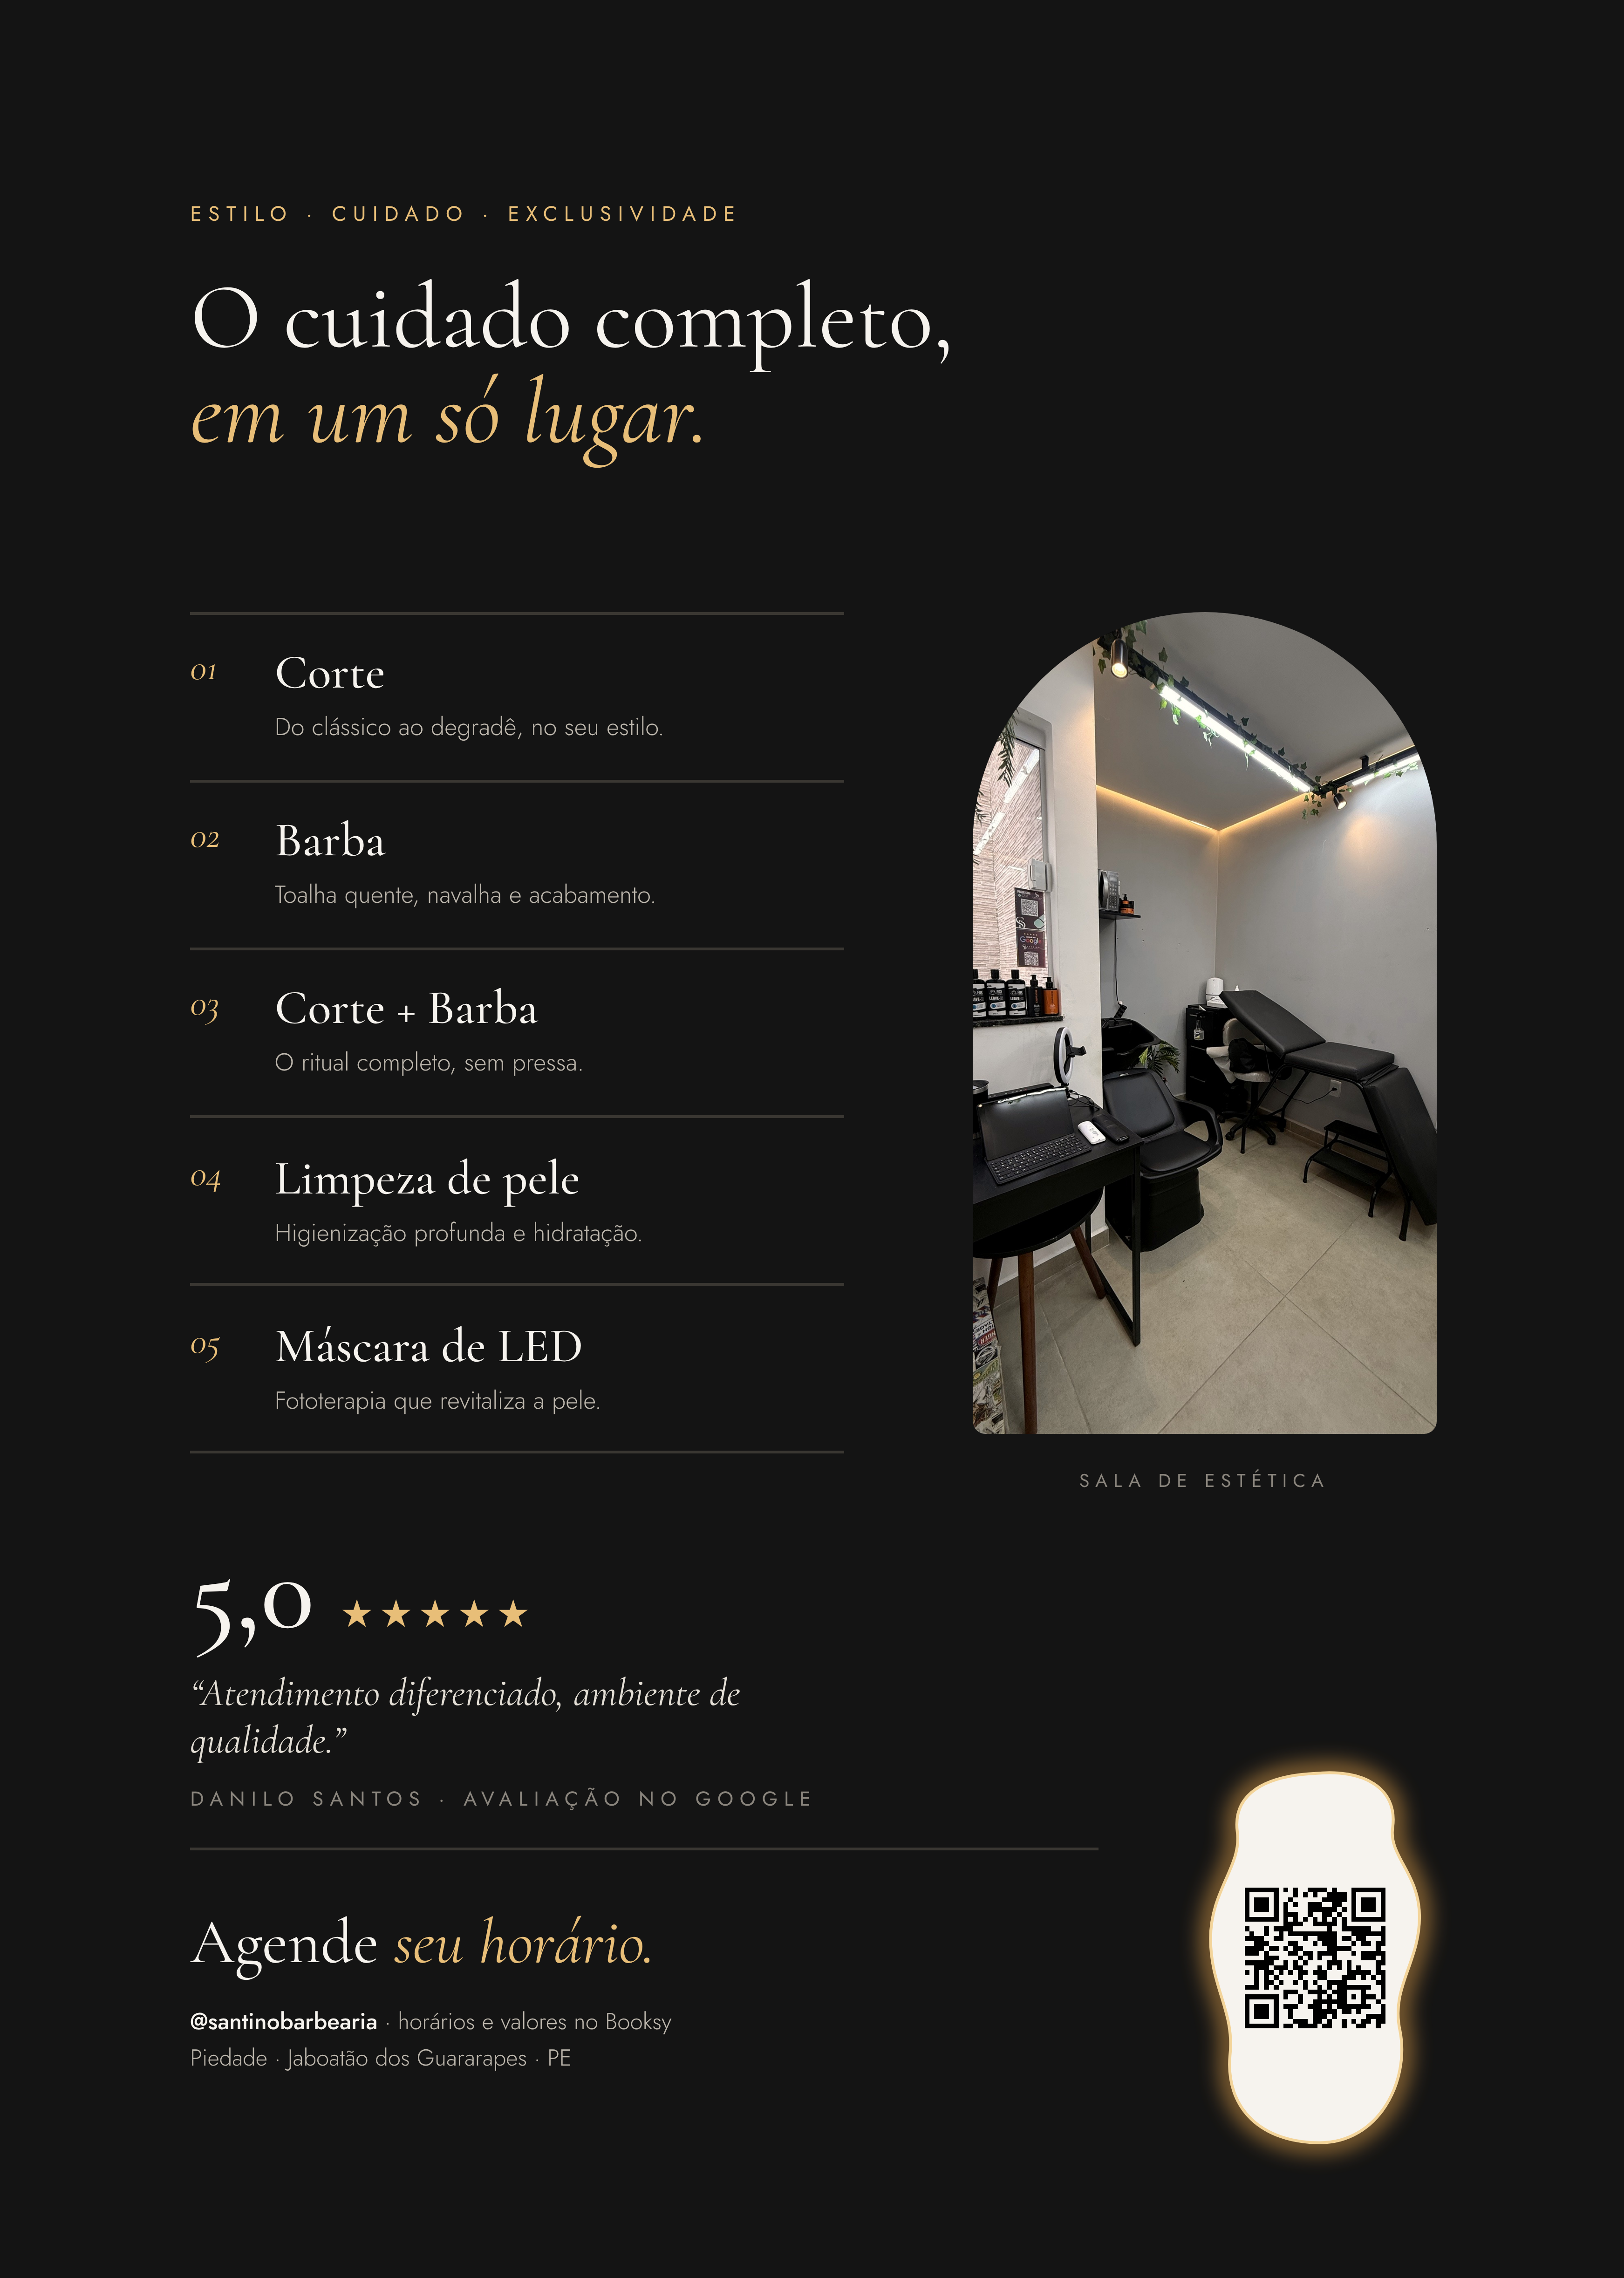 ESTILO · CUIDADO · EXCLUSIVIDADE
O cuidado completo,
em um só lugar.
01 Corte
Do clássico ao degradê, no seu estilo.
02 Barba
Toalha quente, navalha e acabamento.
03 Corte + Barba
O ritual completo, sem pressa.
04 Limpeza de pele
Higienização profunda e hidratação.
05 Máscara de LED
Fototerapia que revitaliza a pele.
Google
SALA DE ESTÉTICA
5,0 ★★★★★
“Atendimento diferenciado, ambiente de
qualidade.”
DANILO SANTOS · AVALIAÇÃO NO GOOGLE
Agende seu horário.
@santinobarbearia · horários e valores no Booksy
Piedade · Jaboatão dos Guararapes · PE